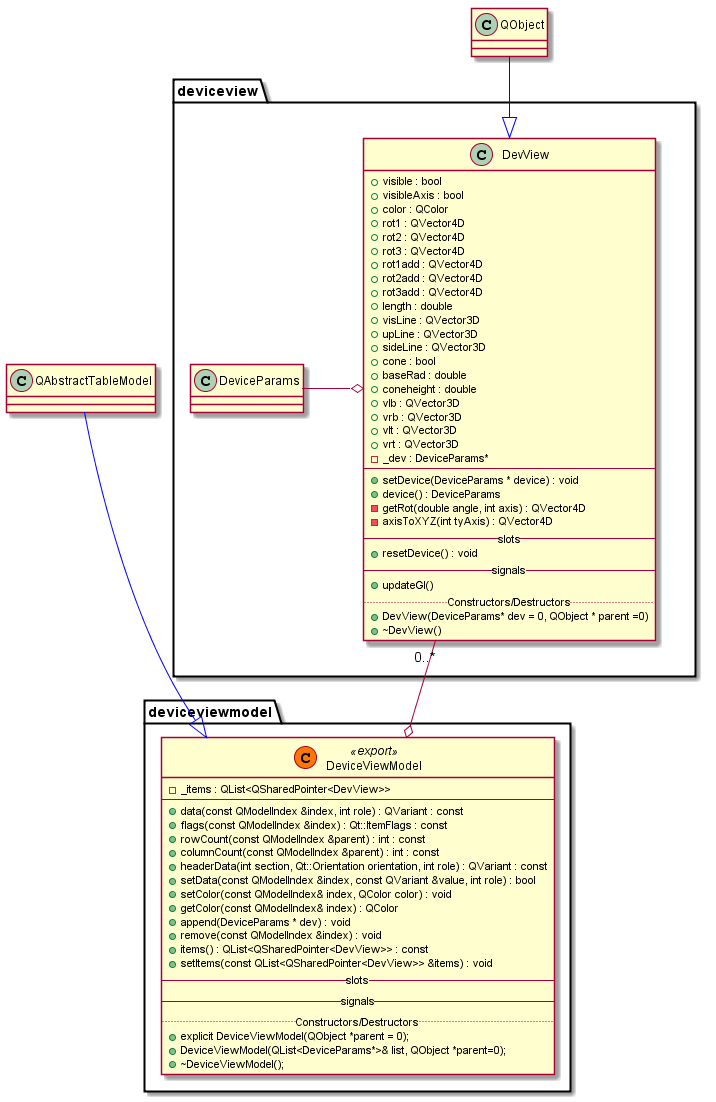 C QObject
deviceview
C DevView
visible : bool
visibleAxis : bool
color : QColor
rot1 : QVector4D
rot2 : QVector4D
rot3 : QVector4D
rot1add : QVector4D
rot2add : QVector4D
rot3add : QVector4D
length : double
visLine : QVector3D
upLine : QVector3D
sideLine : QVector3D
cone : bool
baseRad : double
coneheight : double
vlb : QVector3D
vrb : QVector3D
vlt : QVector3D
vrt : QVector3D
_dev : DeviceParams*
setDevice(DeviceParams * device) : void
device() : DeviceParams
getRot(double angle, int axis) : QVector4D
axisToXYZ(int tyAxis) : QVector4D
slots
resetDevice() : void
signals
updateGl()
Constructors/Destructors
DevView(DeviceParams* dev = 0, QObject * parent =0)
~DevView()
C QAbstractTableModel
C DeviceParams
0..*
deviceviewmodel
C «export»
DeviceViewModel
_items : QList<QSharedPointer<DevView>>
data(const QModelIndex &index, int role) : QVariant : const
flags(const QModelIndex &index) : Qt::ItemFlags : const
rowCount(const QModelIndex &parent) : int : const
columnCount(const QModelIndex &parent) : int : const
headerData(int section, Qt::Orientation orientation, int role) : QVariant : const
setData(const QModelIndex &index, const QVariant &value, int role) : bool
setColor(const QModelIndex& index, QColor color) : void
getColor(const QModelIndex& index) : QColor
append(DeviceParams * dev) : void
remove(const QModelIndex &index) : void
items() : QList<QSharedPointer<DevView>> : const
setItems(const QList<QSharedPointer<DevView>> &items) : void
slots
signals
Constructors/Destructors
explicit DeviceViewModel(QObject *parent = 0);
DeviceViewModel(QList<DeviceParams*>& list, QObject *parent=0);
~DeviceViewModel();